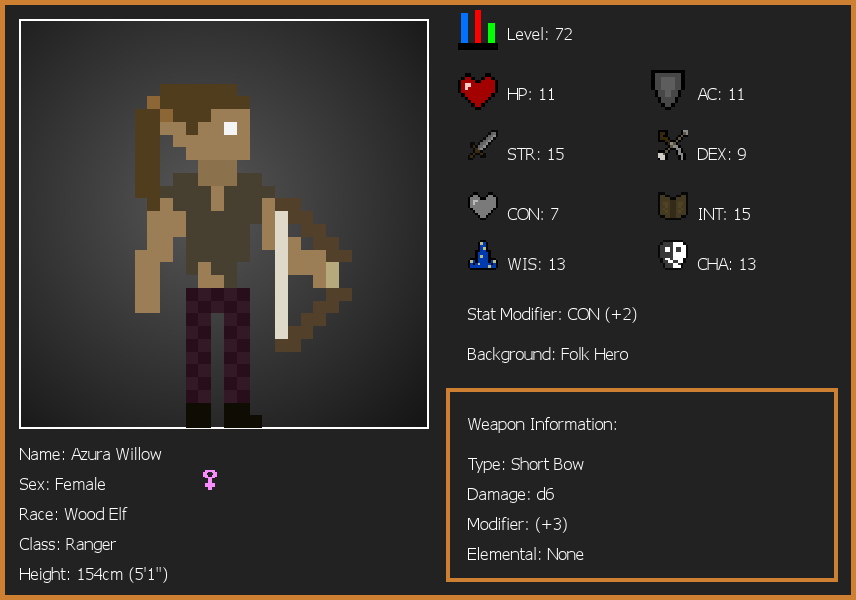 Level: 72
HP: 11
AC: 11
STR: 15
DEX: 9
CON: 7
INT: 15
WIS: 13
CHA: 13
Stat Modifier: CON (+2)
Background: Folk Hero
Weapon Information:
Type: Short Bow
Damage: d6
Modifier: (+3)
Elemental: None
Name: Azura Willow
Sex: Female
Race: Wood Elf
Class: Ranger
Height: 154cm (5'1")